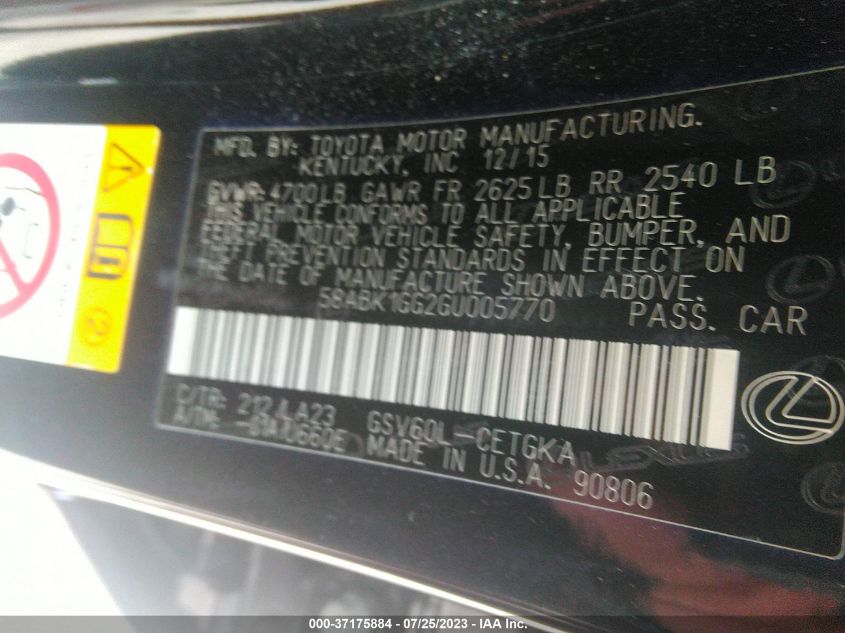 MFD. BY: TOYOTA MOTOR MANUFACTURING.
KENTUCKY, INC 12/15
GVWR 4700LB GAWR FR 2625LB RR 2540 LB
THIS VEHICLE CONFORMS TO ALL APPLICABLE
FEDERAL MOTOR VEHICLE SAFETY, BUMPER, AND
THEFT PREVENTION STANDARDS IN EFFECT ON
THE DATE OF MANUFACTURE SHOWN ABOVE.
58ABK1GG2GU005770 PASS. CAR
C/TR: 212/LA23 GSV60L-CETGKA
A/TM: MADE IN U.S.A. 90806
LEXUS
000-37175884 - 07/25/2023 - IAA Inc.